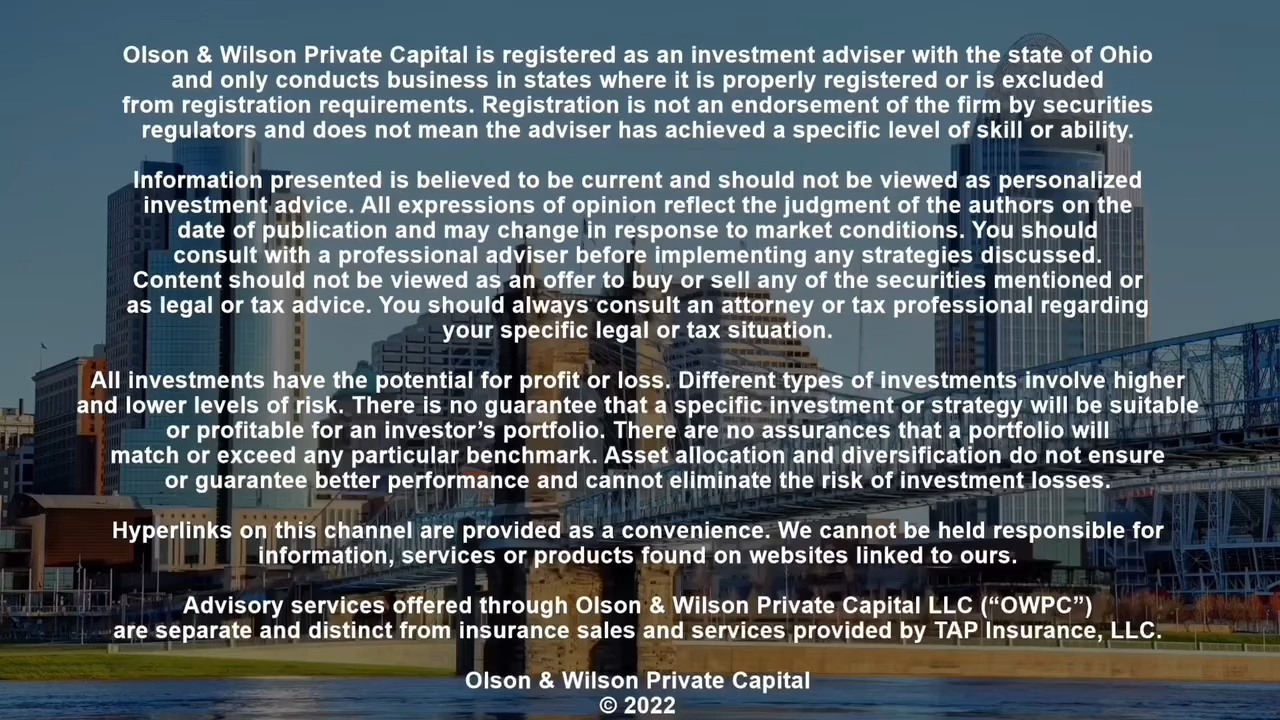 Olson & Wilson Private Capital is registered as an investment adviser with the state of Ohio
and only conducts business in states where it is properly registered or is excluded
from registration requirements. Registration is not an endorsement of the firm by securities
regulators and does not mean the adviser has achieved a specific level of skill or ability.
Information presented is believed to be current and should not be viewed as personalized
investment advice. All expressions of opinion reflect the judgment of the authors on the
date of publication and may change in response to market conditions. You should
consult with a professional adviser before implementing any strategies discussed.
Content should not be viewed as an offer to buy or sell any of the securities mentioned or
as legal or tax advice. You should always consult an attorney or tax professional regarding
your specific legal or tax situation.
All investments have the potential for profit or loss. Different types of investments involve higher
and lower levels of risk. There is no guarantee that a specific investment or strategy will be suitable
or profitable for an investor’s portfolio. There are no assurances that a portfolio will
match or exceed any particular benchmark. Asset allocation and diversification do not ensure
or guarantee better performance and cannot eliminate the risk of investment losses.
Hyperlinks on this channel are provided as a convenience. We cannot be held responsible for
information, services or products found on websites linked to ours.
Advisory services offered through Olson & Wilson Private Capital LLC (“OWPC”)
are separate and distinct from insurance sales and services provided by TAP Insurance, LLC.
Olson & Wilson Private Capital
© 2022